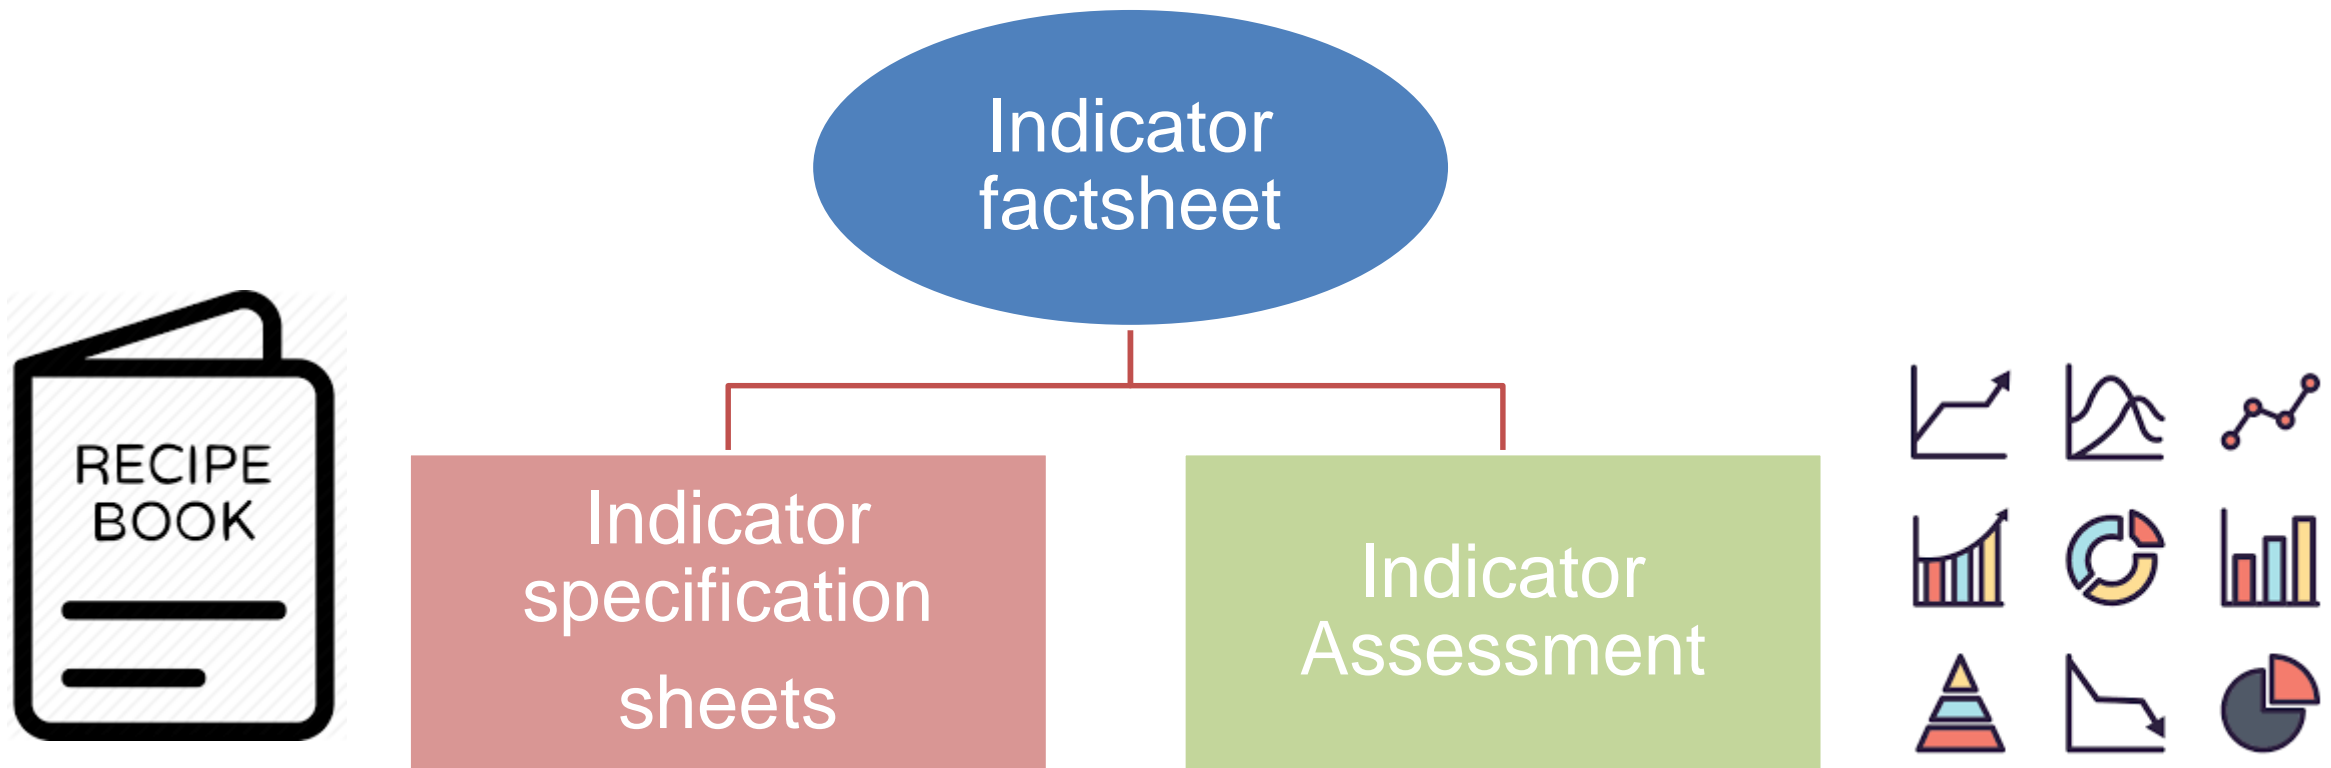 Indicator
factsheet
RECIPE
BOOK
Indicator
specification
sheets
Indicator
Assessment